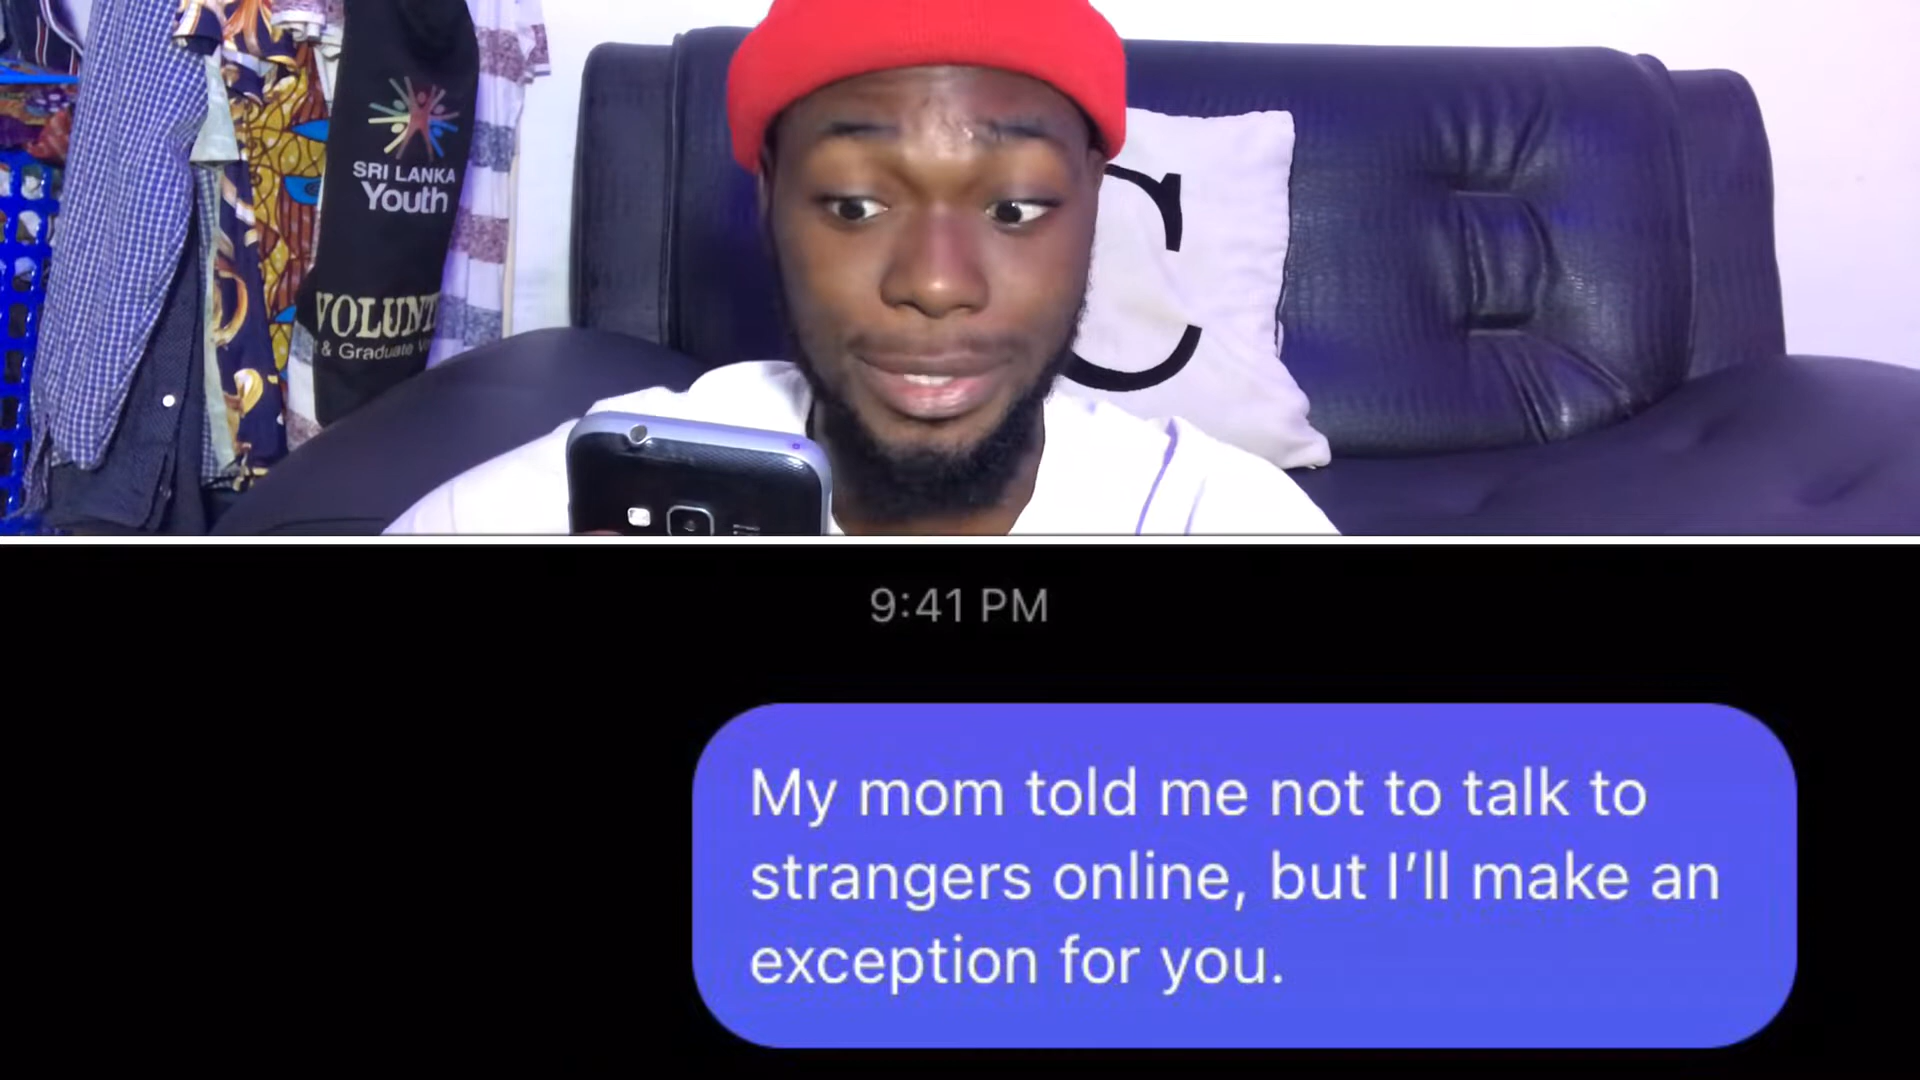 SRI LANKA
Youth
& Graduate
C
9:41 PM
My mom told me not to talk to
strangers online, but I’ll make an
exception for you.